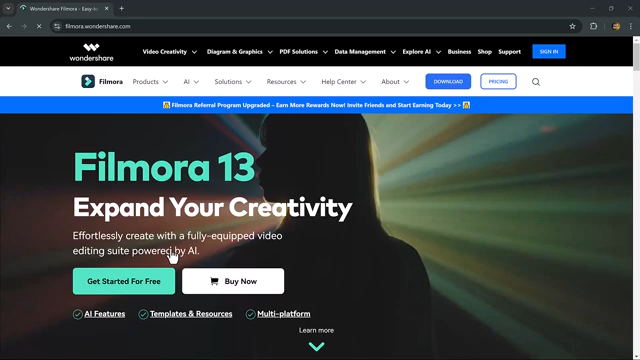 Wondershare Filmora - Easy-to
filmora.wondershare.com
wondershare
Video Creativity Diagram & Graphics PDF Solutions Data Management Explore AI Business Shop Support SIGN IN
Filmora Products AI Solutions Resources Help Center About DOWNLOAD PRICING
Filmora Referral Program Upgraded – Earn More Rewards Now! Invite Friends and Start Earning Today >>
Filmora 13
Expand Your Creativity
Effortlessly create with a fully-equipped video
editing suite powered by AI.
Get Started For Free Buy Now
AI Features Templates & Resources Multi-platform
Learn more